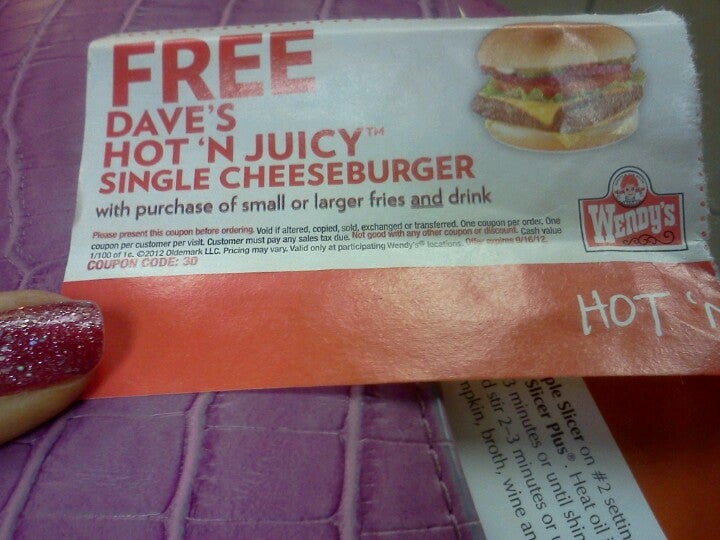 FREE
DAVE'S
HOT 'N JUICY™
SINGLE CHEESEBURGER
with purchase of small or larger fries and drink
Please present this coupon before ordering. Void if altered, copied, sold, exchanged or transferred. One coupon per order. One
coupon per customer per visit. Customer must pay any sales tax due. Not good with any other coupon or discount. Cash value
1/100 of 1¢. ©2012 Oldemark LLC. Pricing may vary. Valid only at participating Wendy's® locations. Offer expires 9/16/12.
COUPON CODE: 30
Wendy's
HOT 'N
ple Slicer on #2 settin
Slicer Plus®. Heat oil
3 minutes or until shin
d stir 2–3 minutes or
mpkin, broth, wine an